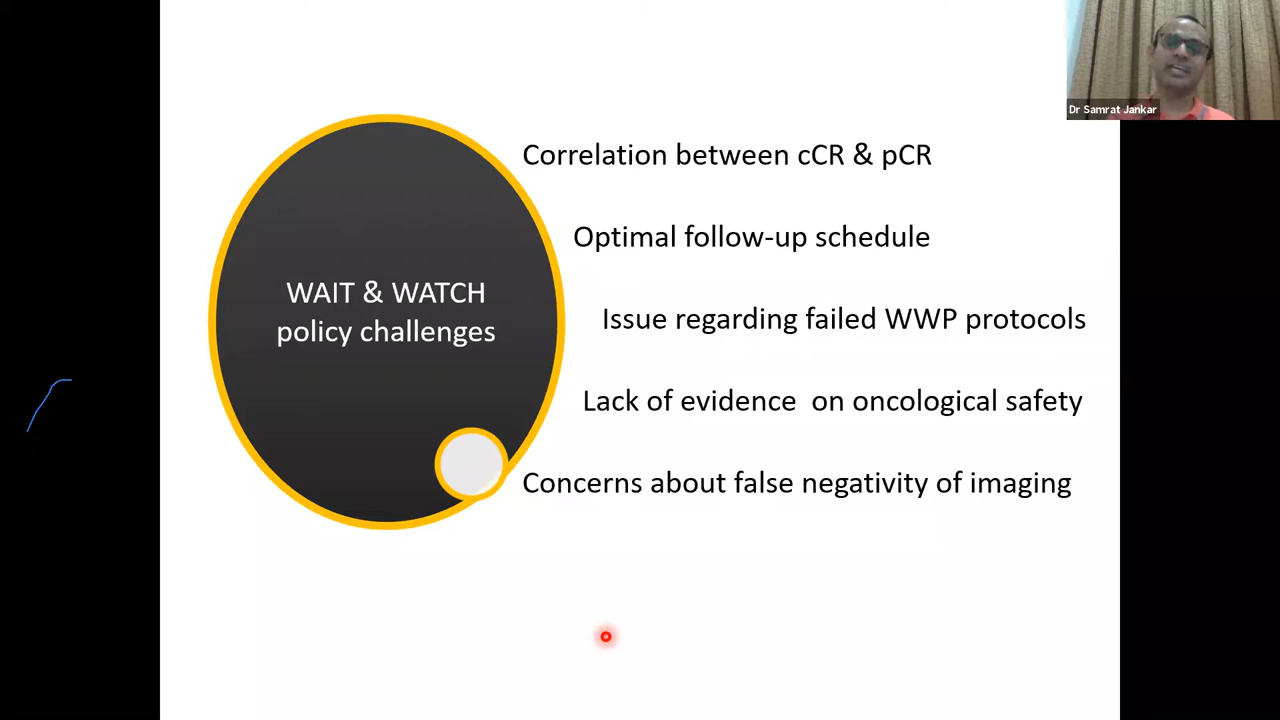 Dr Samrat Jankar
Correlation between cCR & pCR
Optimal follow-up schedule
WAIT & WATCH
policy challenges
Issue regarding failed WWP protocols
Lack of evidence  on oncological safety
Concerns about false negativity of imaging